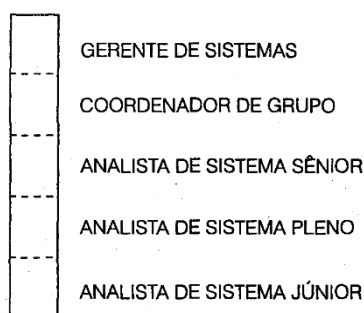 GERENTE DE SISTEMAS
COORDENADOR DE GRUPO
ANALISTA DE SISTEMA SÊNIOR
ANALISTA DE SISTEMA PLENO
ANALISTA DE SISTEMA JÚNIOR